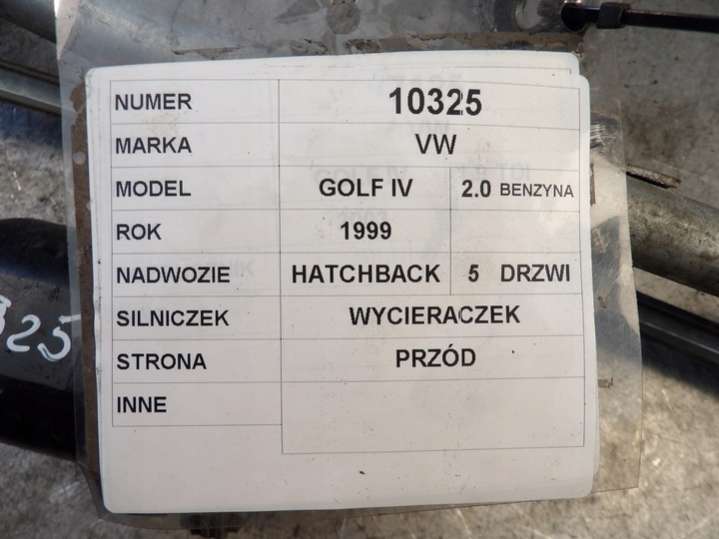 NUMER 10325
MARKA VW
MODEL GOLF IV 2.0 BENZYNA
ROK 1999
NADWOZIE HATCHBACK 5 DRZWI
SILNICZEK WYCIERACZEK
STRONA PRZÓD
INNE
325